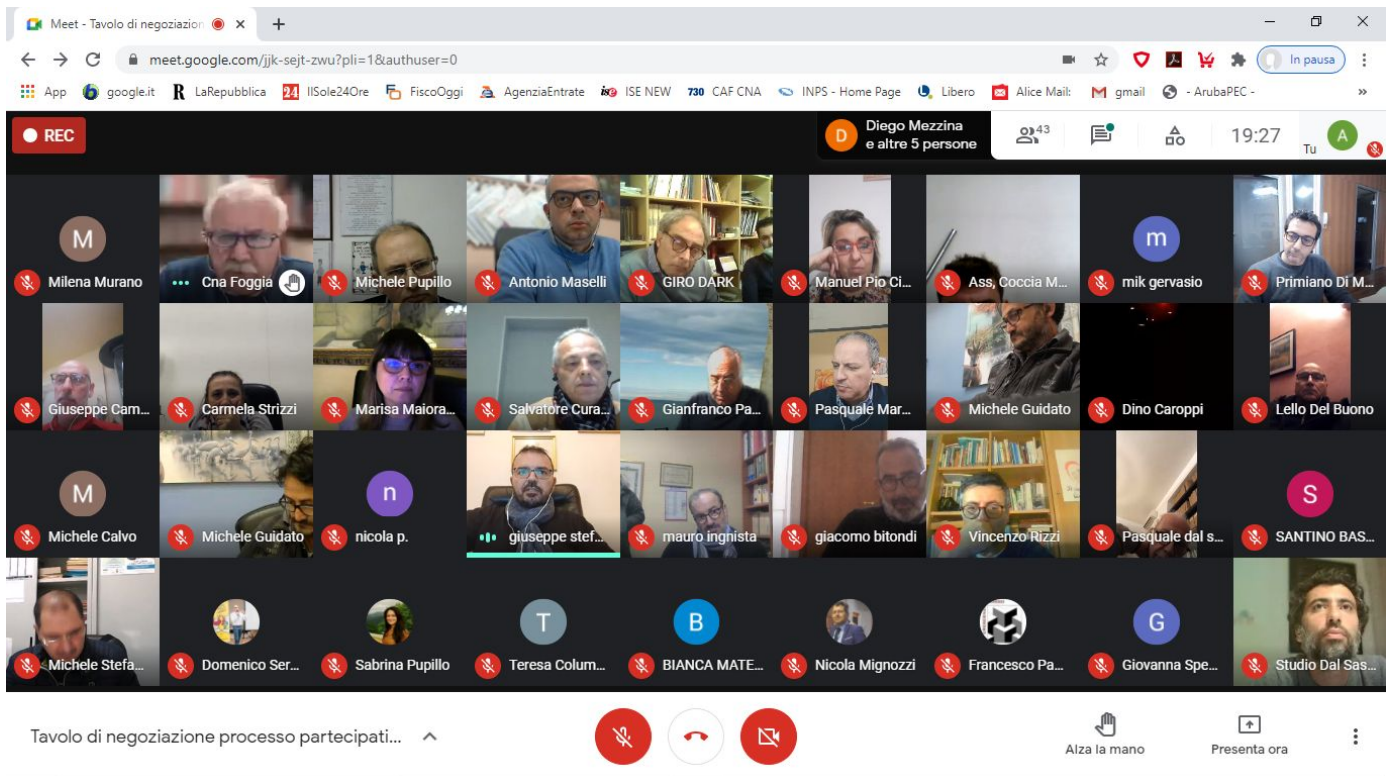 Meet - Tavolo di negoziazion
meet.google.com/jjk-sejt-zwu?pli=1&authuser=0
In pausa
App google.it R LaRepubblica 24 IlSole24Ore FiscoOggi AgenziaEntrate ise ISE NEW 730 CAF CNA INPS - Home Page Libero Alice Mail: gmail - ArubaPEC - »
REC
D Diego Mezzina
e altre 5 persone
43
19:27
Tu A
M
Milena Murano
Cna Foggia
Michele Pupillo
Antonio Maselli
GIRO DARK
Manuel Pio Ci...
Ass, Coccia M...
m
mik gervasio
Primiano Di M...
Giuseppe Cam...
Carmela Strizzi
Marisa Maiora...
Salvatore Cura...
Gianfranco Pa...
Pasquale Mar...
Michele Guidato
Dino Caroppi
Lello Del Buono
M
Michele Calvo
Michele Guidato
n
nicola p.
giuseppe stef...
mauro inghista
giacomo bitondi
Vincenzo Rizzi
Pasquale dal s...
S
SANTINO BAS...
Michele Stefa...
Domenico Ser...
Sabrina Pupillo
T
Teresa Colum...
B
BIANCA MATE...
Nicola Mignozzi
Francesco Pa...
G
Giovanna Spe...
Studio Dal Sas...
Tavolo di negoziazione processo partecipati...
Alza la mano
Presenta ora